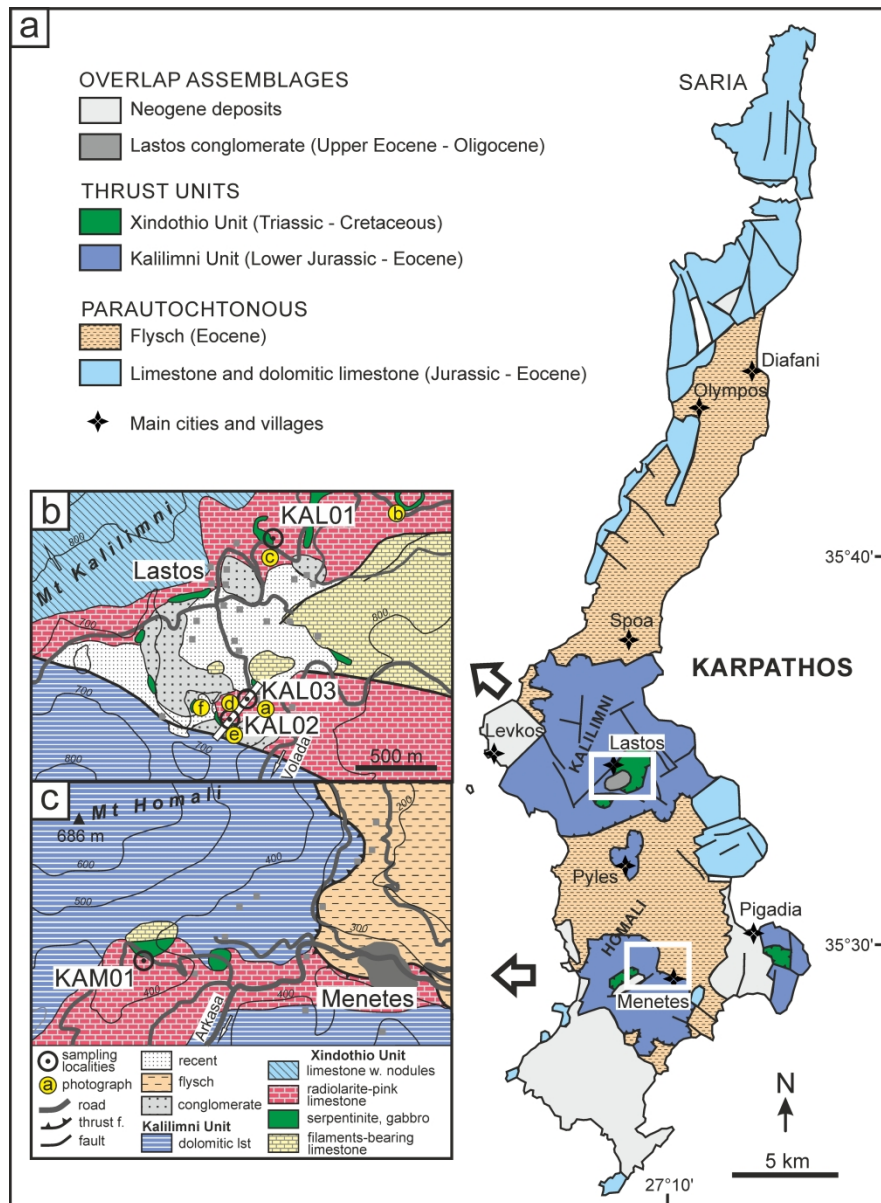 a
OVERLAP ASSEMBLAGES
Neogene deposits
Lastos conglomerate (Upper Eocene - Oligocene)
THRUST UNITS
Xindothio Unit (Triassic - Cretaceous)
Kalilimni Unit (Lower Jurassic - Eocene)
PARAUTOCHTONOUS
Flysch (Eocene)
Limestone and dolomitic limestone (Jurassic - Eocene)
Main cities and villages
SARIA
Diafani
Olympos
35°40'
Spoa
KARPATHOS
Levkos
KALILIMNI
Lastos
Pyles
Pigadia
HOMALI
35°30'
Menetes
N
5 km
27°10'
b
800
Mt Kalilimni
KAL01
b
c
Lastos
700
800
KAL03
d
a
f
KAL02
e
700
700
800
Volada
500 m
c
Mt Homali
686 m
200
400
600
500
300
KAM01
400
400
Menetes
Arkasa
sampling
localities
a photograph
road
thrust f.
fault
recent
flysch
conglomerate
Kalilimni Unit
dolomitic lst
Xindothio Unit
limestone w. nodules
radiolarite-pink
limestone
serpentinite, gabbro
filaments-bearing
limestone